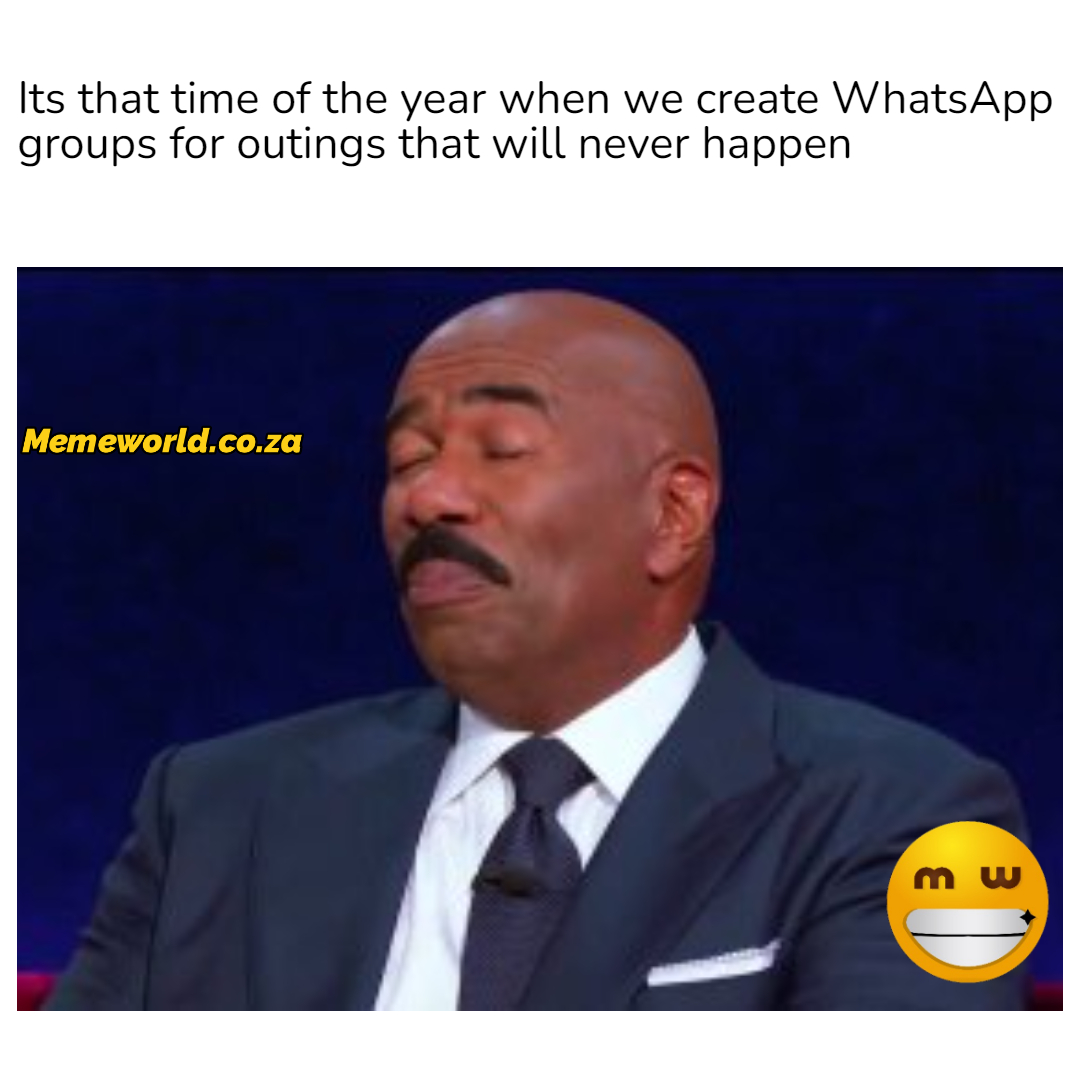 Its that time of the year when we create WhatsApp
groups for outings that will never happen
Memeworld.co.za
m w